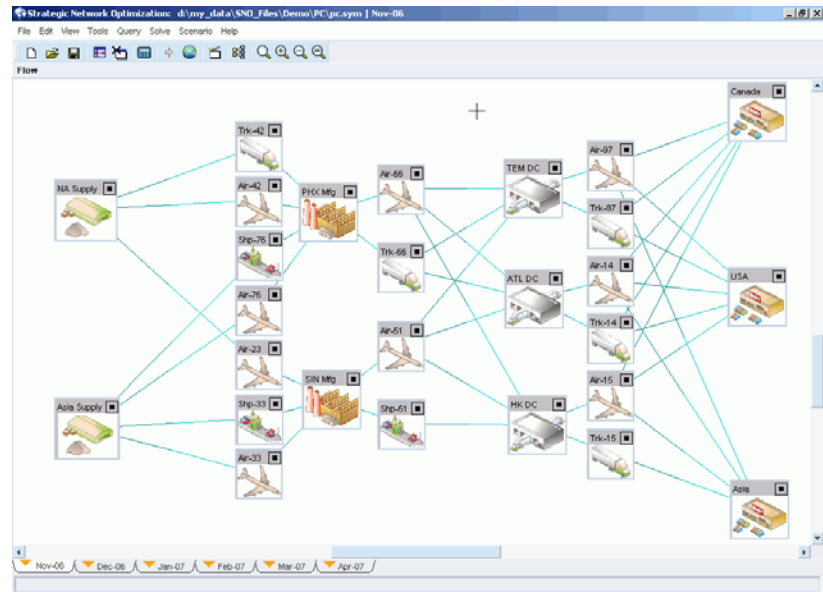 Strategic Network Optimization: d:\my_data\SNO_Files\Demo\PC\pc.sym | Nov-06
File Edit View Tools Query Solve Scenario Help
Flow
Canada
Trk-42
Air-97
TEM DC
Air-66
NA Supply
Air-42
PHX Mfg
Trk-97
Shp-76
Trk-66
Air-14
ATL DC
USA
Air-76
Trk-14
Air-51
Air-23
SIN Mfg
Air-15
Asia Supply
Shp-33
Shp-51
HK DC
Trk-15
Air-33
Asia
Nov-06 Dec-06 Jan-07 Feb-07 Mar-07 Apr-07